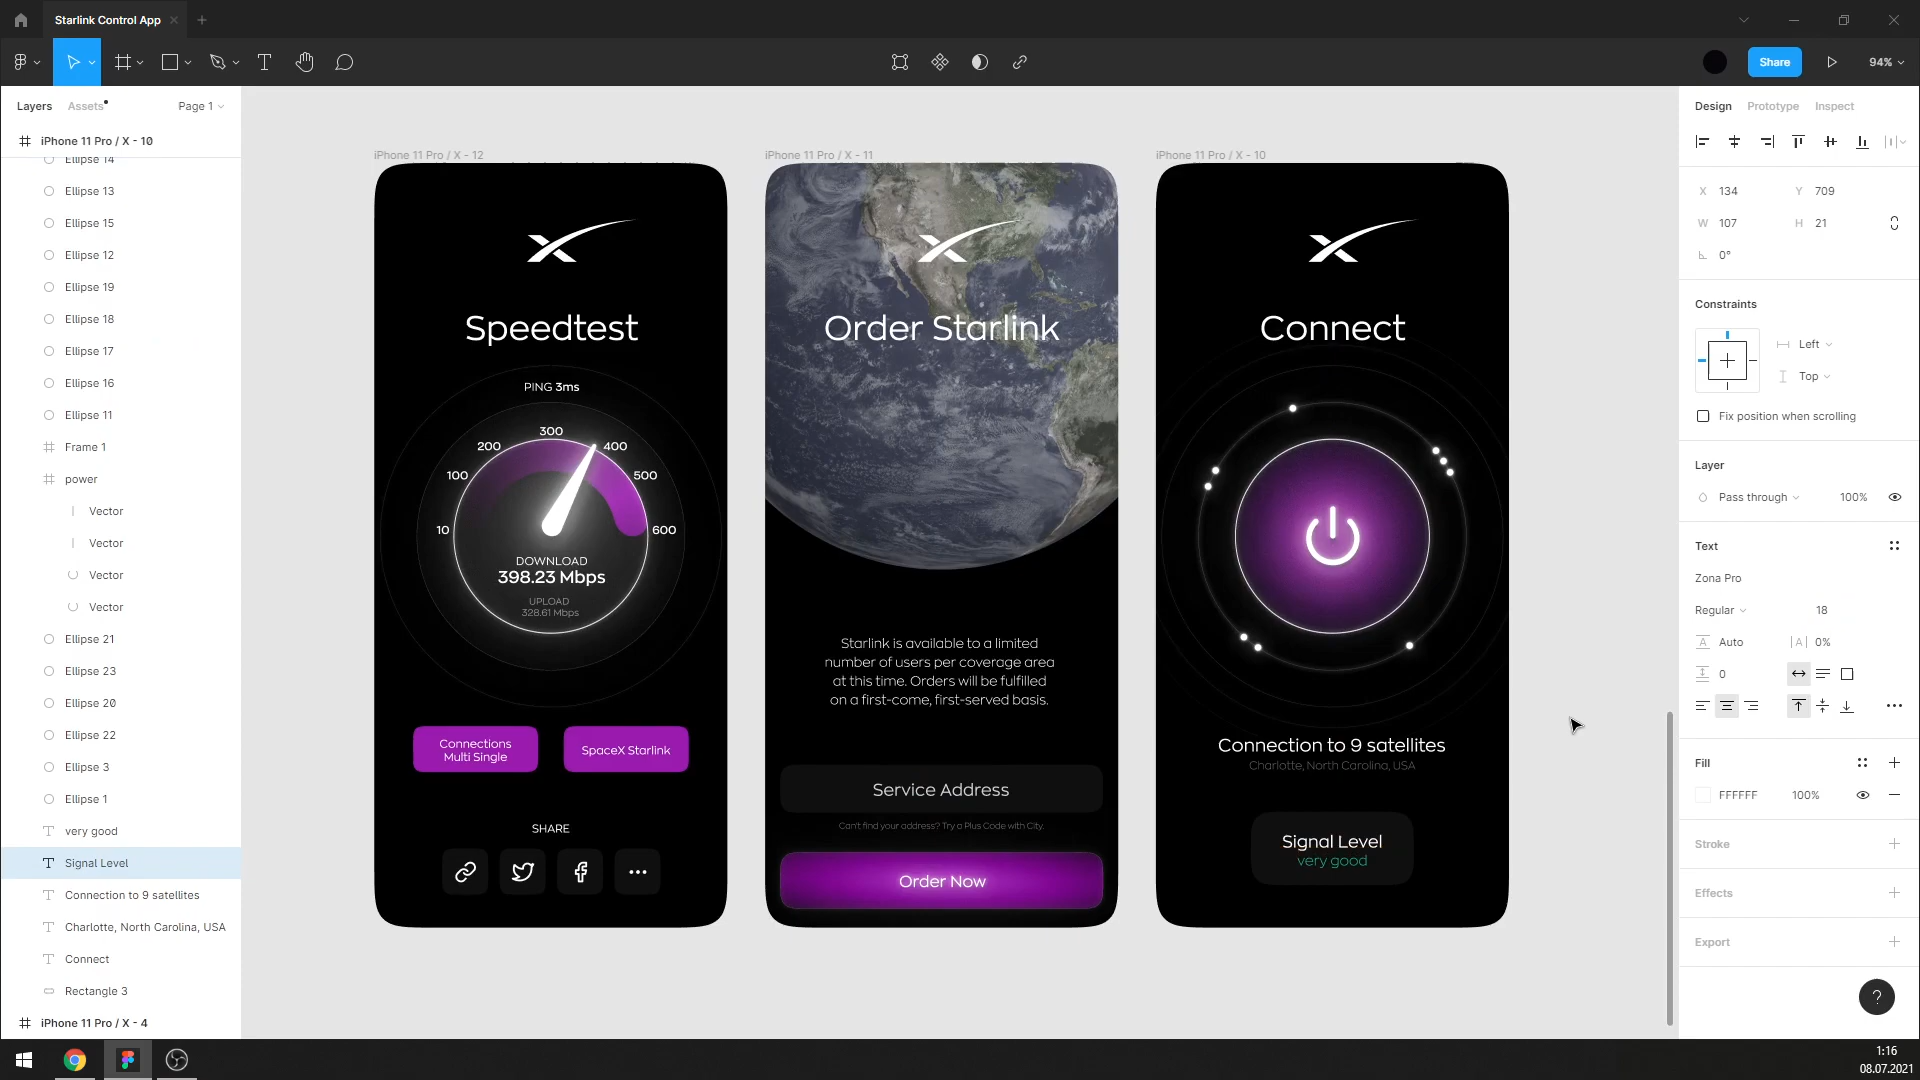 Starlink Control App
Share
94%
Layers
Assets
Page 1
iPhone 11 Pro / X - 10
Ellipse 14
Ellipse 13
Ellipse 15
Ellipse 12
Ellipse 19
Ellipse 18
Ellipse 17
Ellipse 16
Ellipse 11
Frame 1
power
Vector
Vector
Vector
Vector
Ellipse 21
Ellipse 23
Ellipse 20
Ellipse 22
Ellipse 3
Ellipse 1
very good
Signal Level
Connection to 9 satellites
Charlotte, North Carolina, USA
Connect
Rectangle 3
iPhone 11 Pro / X - 4
iPhone 11 Pro / X - 12
Speedtest
PING 3ms
300
200
400
100
500
10
600
DOWNLOAD
398.23 Mbps
UPLOAD
328.61 Mbps
Connections
Multi Single
SpaceX Starlink
SHARE
iPhone 11 Pro / X - 11
Order Starlink
Starlink is available to a limited
number of users per coverage area
at this time. Orders will be fulfilled
on a first-come, first-served basis.
Service Address
Can't find your address? Try a Plus Code with City.
Order Now
iPhone 11 Pro / X - 10
Connect
Connection to 9 satellites
Charlotte, North Carolina, USA
Signal Level
very good
Design
Prototype
Inspect
X 134
Y 709
W 107
H 21
0°
Constraints
Left
Top
Fix position when scrolling
Layer
Pass through
100%
Text
Zona Pro
Regular
18
A Auto
|A| 0%
0
Fill
FFFFFF
100%
Stroke
Effects
Export
?
1:16
08.07.2021